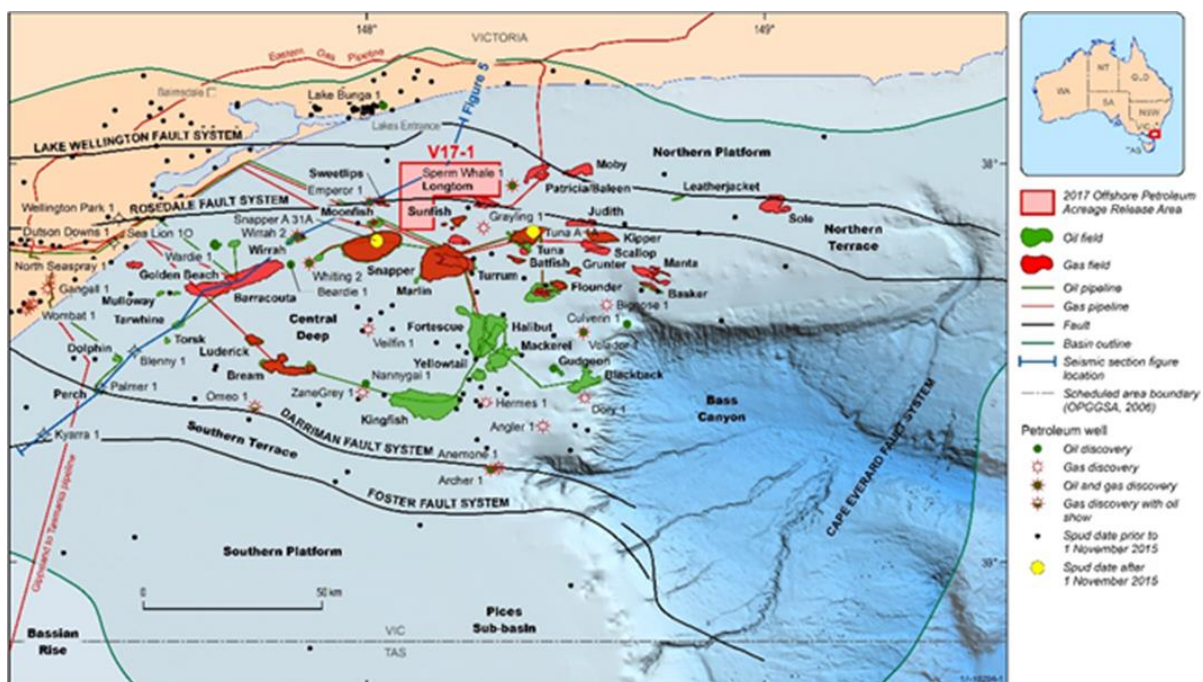 148°
149°
VICTORIA
Eastern Gas Pipeline
Figure 5
Bairnsdale
Lake Bunga 1
Lakes Entrance
LAKE WELLINGTON FAULT SYSTEM
V17-1
Northern Platform
38°
Sweetlips
Sperm Whale 1
Moby
Emperor 1
Longtom
Patricia/Baleen
Leatherjacket
Wellington Park 1
ROSEDALE FAULT SYSTEM
Moonfish
Sunfish
Dutson Downs 1
Snapper A 31A
Grayling 1
Judith
Sole
Sea Lion 1
Wirrah 2
Tuna A 4A
Kipper
Northern
Terrace
Wardie 1
Wirrah
Tuna
Scallop
North Seaspray 1
Golden Beach
Whiting 2
Snapper
Turrum
Batfish
Grunter
Manta
Gangell 1
Beardie 1
Marlin
Flounder
Basker
Mulloway
Barracouta
Wombat 1
Tarwhine
Central
Deep
Bignose 1
Culverin 1
Fortescue
Halibut
Torsk
Veilfin 1
Mackerel
Volador 1
Dolphin
Blenny 1
Luderick
Yellowtail
Gudgeon
Bream
Nannygai 1
Blackback
Perch
Palmer 1
Omeo 1
ZaneGrey 1
Hermes 1
Dory 1
Bass
Canyon
Kingfish
Angler 1
Kyarra 1
DARRIMAN FAULT SYSTEM
Southern Terrace
Anemone 1
Archer 1
FOSTER FAULT SYSTEM
CAPE EVERARD FAULT SYSTEM
Gippsland to Tasmania pipeline
Southern Platform
39°
0
50 km
Pices
Sub-basin
Bassian
Rise
VIC
TAS
WA
NT
SA
QLD
NSW
VIC
TAS
2017 Offshore Petroleum
Acreage Release Area
Oil field
Gas field
Oil pipeline
Gas pipeline
Fault
Basin outline
Seismic section figure
location
Scheduled area boundary
(OPGGSA, 2006)
Petroleum well
Oil discovery
Gas discovery
Oil and gas discovery
Gas discovery with oil
show
Spud date prior to
1 November 2015
Spud date after
1 November 2015